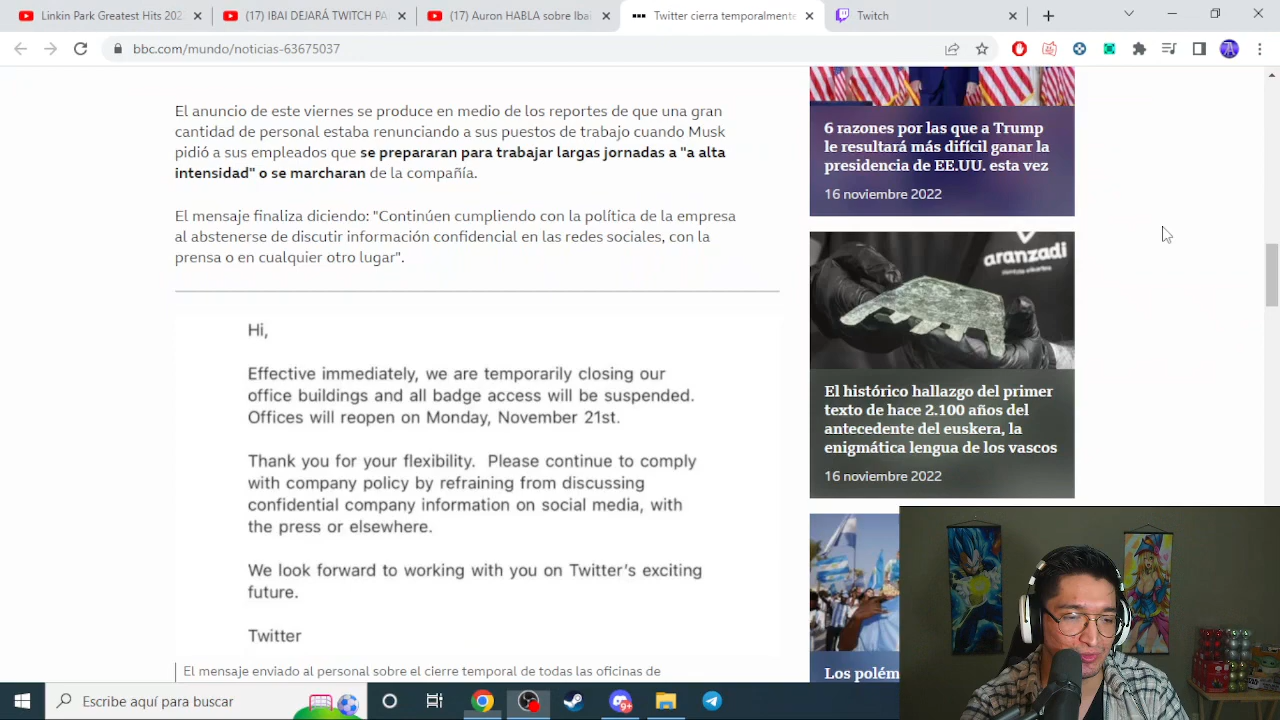 Linkin Park Greatest Hits 202
(17) IBAI DEJARÁ TWITCH PA
(17) Auron HABLA sobre Ibai
Twitter cierra temporalmente
Twitch
bbc.com/mundo/noticias-63675037
El anuncio de este viernes se produce en medio de los reportes de que una gran
cantidad de personal estaba renunciando a sus puestos de trabajo cuando Musk
pidió a sus empleados que se prepararan para trabajar largas jornadas a "a alta
intensidad" o se marcharan de la compañía.
El mensaje finaliza diciendo: "Continúen cumpliendo con la política de la empresa
al abstenerse de discutir información confidencial en las redes sociales, con la
prensa o en cualquier otro lugar".
Hi,
Effective immediately, we are temporarily closing our
office buildings and all badge access will be suspended.
Offices will reopen on Monday, November 21st.
Thank you for your flexibility. Please continue to comply
with company policy by refraining from discussing
confidential company information on social media, with
the press or elsewhere.
We look forward to working with you on Twitter's exciting
future.
Twitter
El mensaje enviado al personal sobre el cierre temporal de todas las oficinas de
6 razones por las que a Trump
le resultará más difícil ganar la
presidencia de EE.UU. esta vez
16 noviembre 2022
aranzadi
El histórico hallazgo del primer
texto de hace 2.100 años del
antecedente del euskera, la
enigmática lengua de los vascos
16 noviembre 2022
Los polém
Escribe aquí para buscar
9+